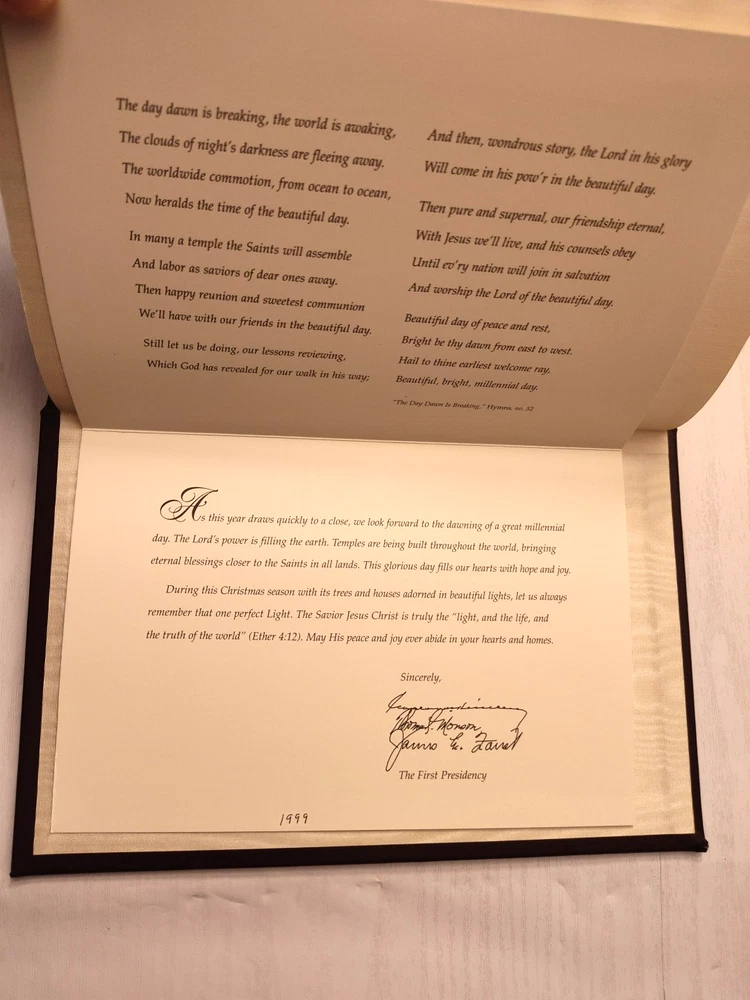 The day dawn is breaking, the world is awaking,
The clouds of night's darkness are fleeing away.
The worldwide commotion, from ocean to ocean,
Now heralds the time of the beautiful day.
In many a temple the Saints will assemble
And labor as saviors of dear ones away.
Then happy reunion and sweetest communion
We'll have with our friends in the beautiful day.
Still let us be doing, our lessons reviewing,
Which God has revealed for our walk in his way;
And then, wondrous story, the Lord in his glory
Will come in his pow'r in the beautiful day.
Then pure and supernal, our friendship eternal,
With Jesus we'll live, and his counsels obey
Until ev'ry nation will join in salvation
And worship the Lord of the beautiful day.
Beautiful day of peace and rest,
Bright be thy dawn from east to west.
Hail to thine earliest welcome ray,
Beautiful, bright, millennial day.
"The Day Dawn Is Breaking," Hymns, no. 52
As this year draws quickly to a close, we look forward to the dawning of a great millennial
day. The Lord's power is filling the earth. Temples are being built throughout the world, bringing
eternal blessings closer to the Saints in all lands. This glorious day fills our hearts with hope and joy.
During this Christmas season with its trees and houses adorned in beautiful lights, let us always
remember that one perfect Light. The Savior Jesus Christ is truly the "light, and the life, and
the truth of the world" (Ether 4:12). May His peace and joy ever abide in your hearts and homes.
Sincerely,
Thomas S. Monson
James E. Faust
The First Presidency
1999